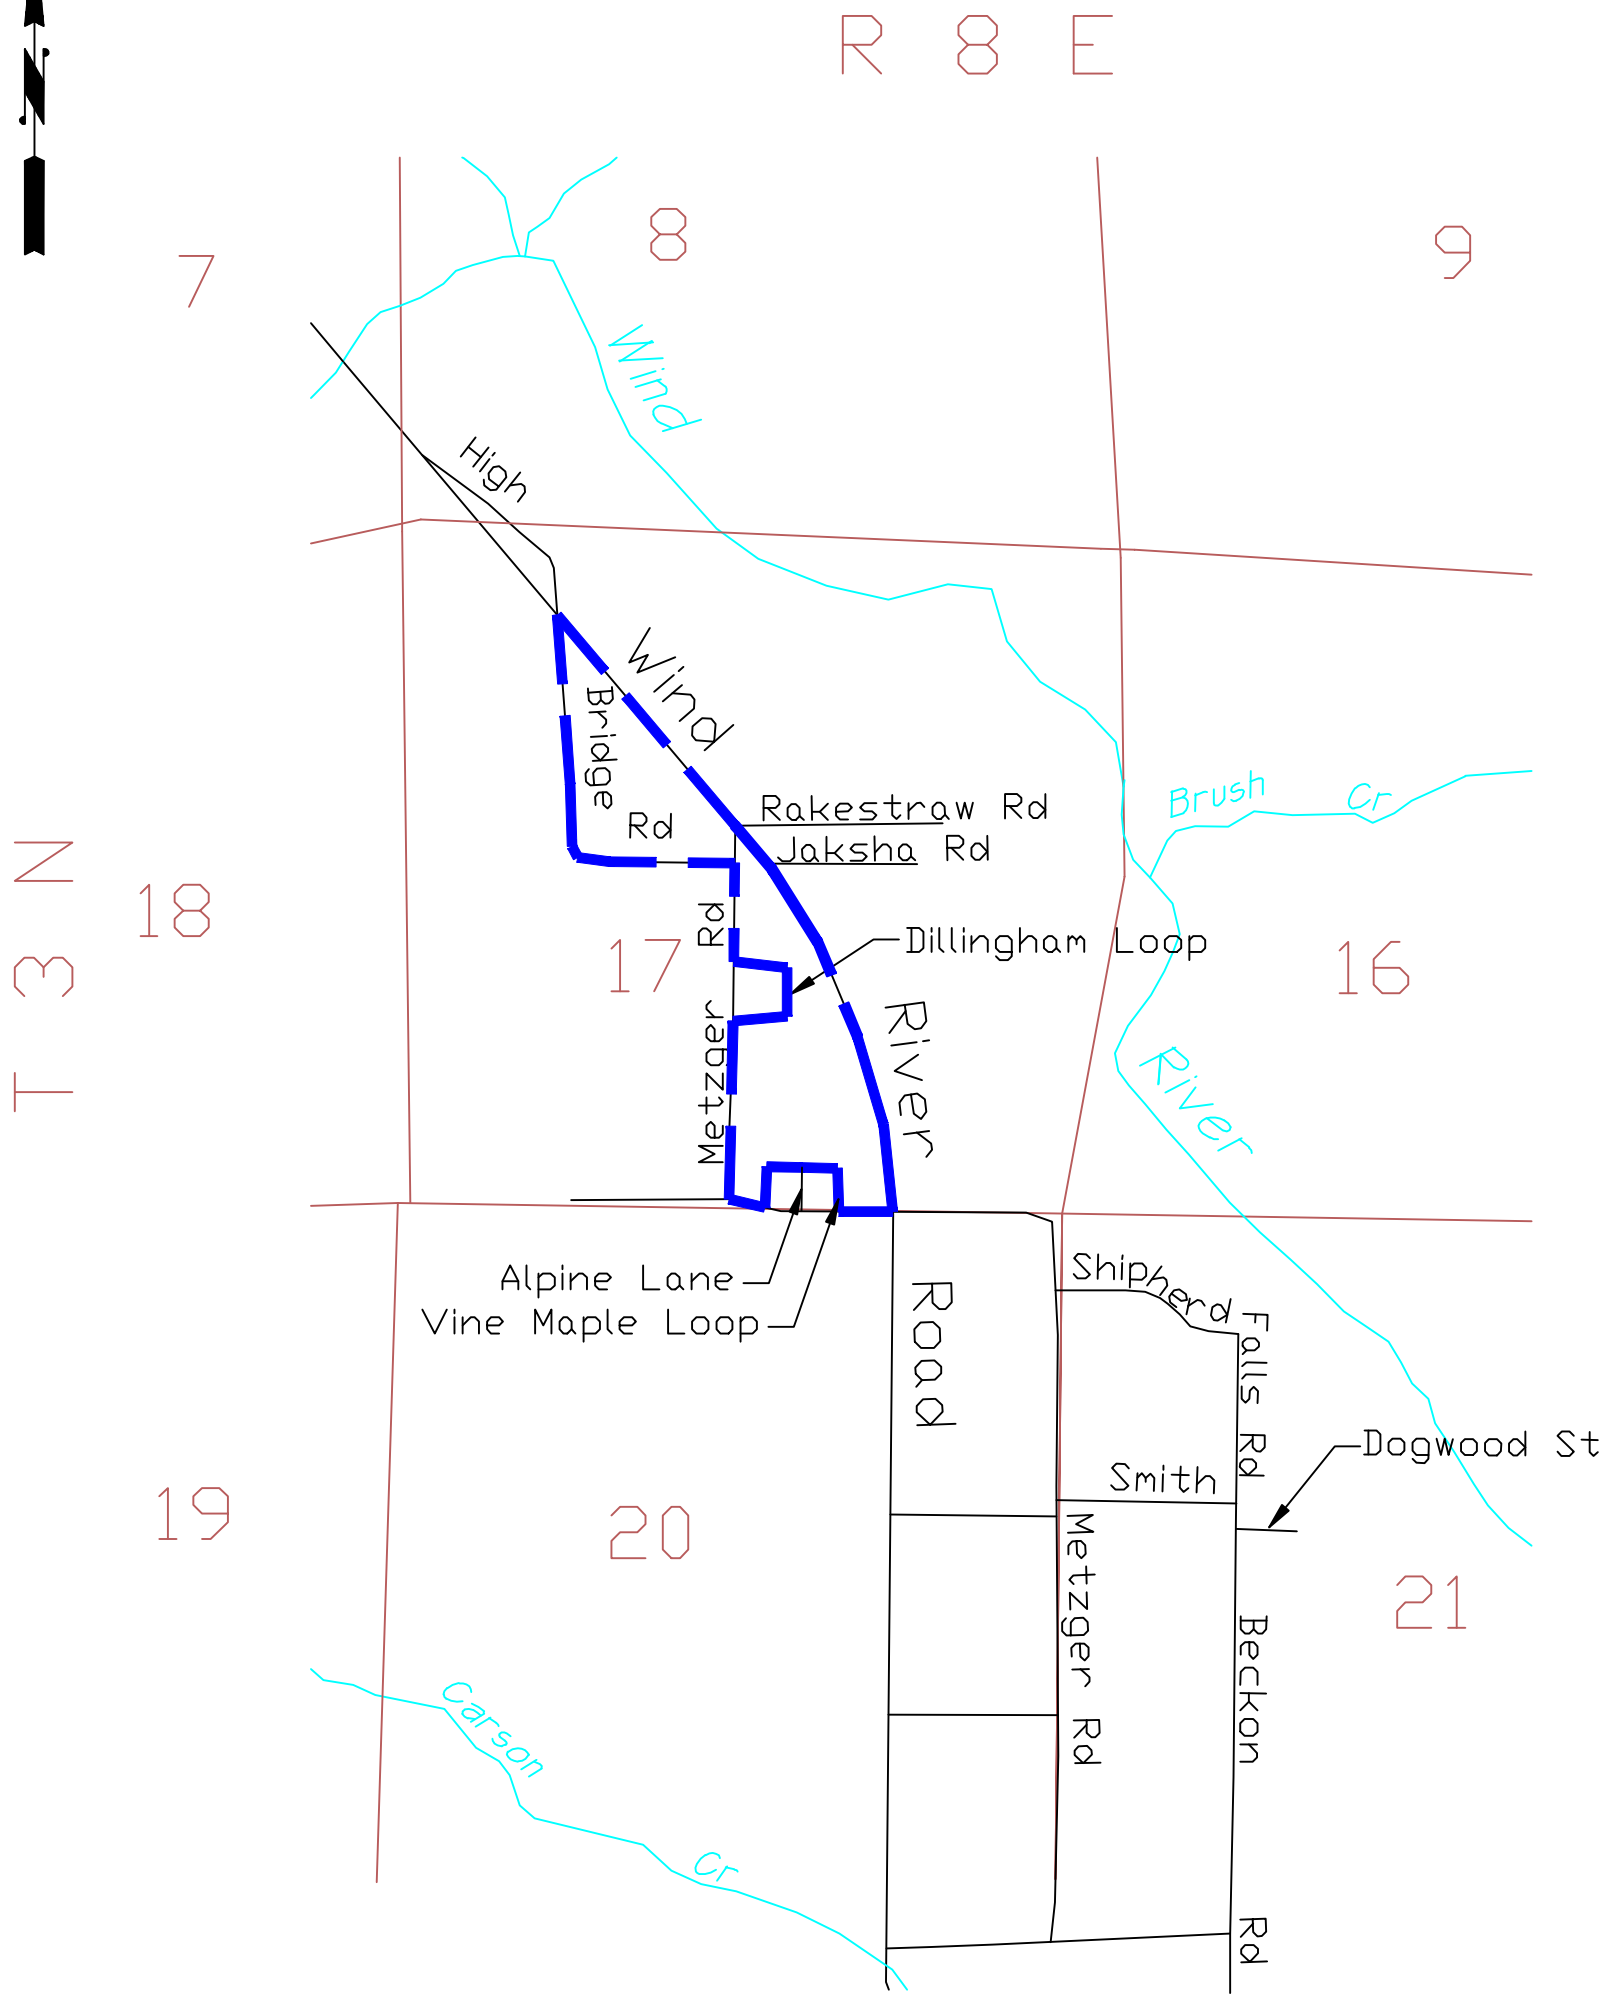 R 8 E
N
7
8
9
Wind
High
Wind
Bridge
Rd
Rakestraw Rd
Jaksha Rd
T 3 N
18
17
16
Brush Cr
Rd
Metzger
Dillingham Loop
River
River
Alpine Lane
Vine Maple Loop
Shipherd
Falls Rd
Road
Dogwood St
Smith
19
20
21
Metzger Rd
Beckon Rd
Carson Cr